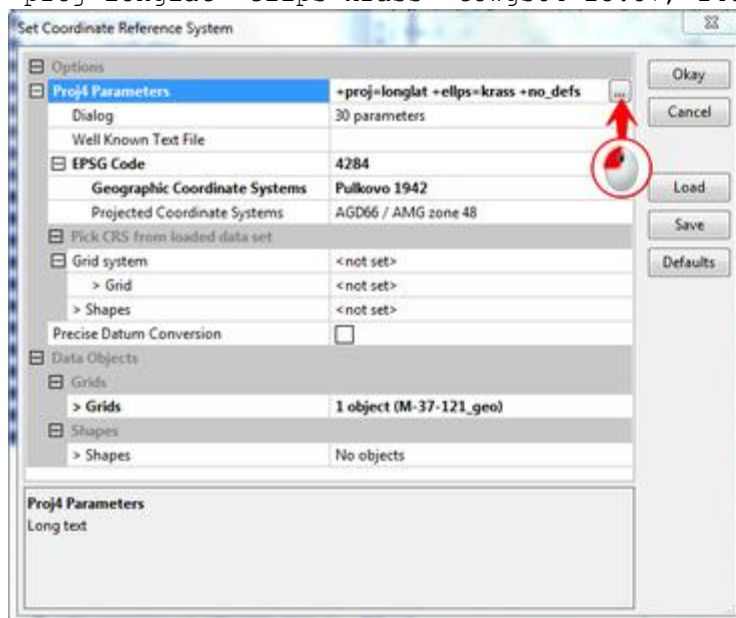 Set Coordinate Reference System
Options
Proj4 Parameters +proj=longlat +ellps=krass +no_defs ...
Dialog 30 parameters
Well Known Text File
EPSG Code 4284
Geographic Coordinate Systems Pulkovo 1942
Projected Coordinate Systems AGD66 / AMG zone 48
Pick CRS from loaded data set
Grid system <not set>
> Grid <not set>
> Shapes <not set>
Precise Datum Conversion
Data Objects
Grids
> Grids 1 object (M-37-121_geo)
Shapes
> Shapes No objects
Okay
Cancel
Load
Save
Defaults
Proj4 Parameters
Long text